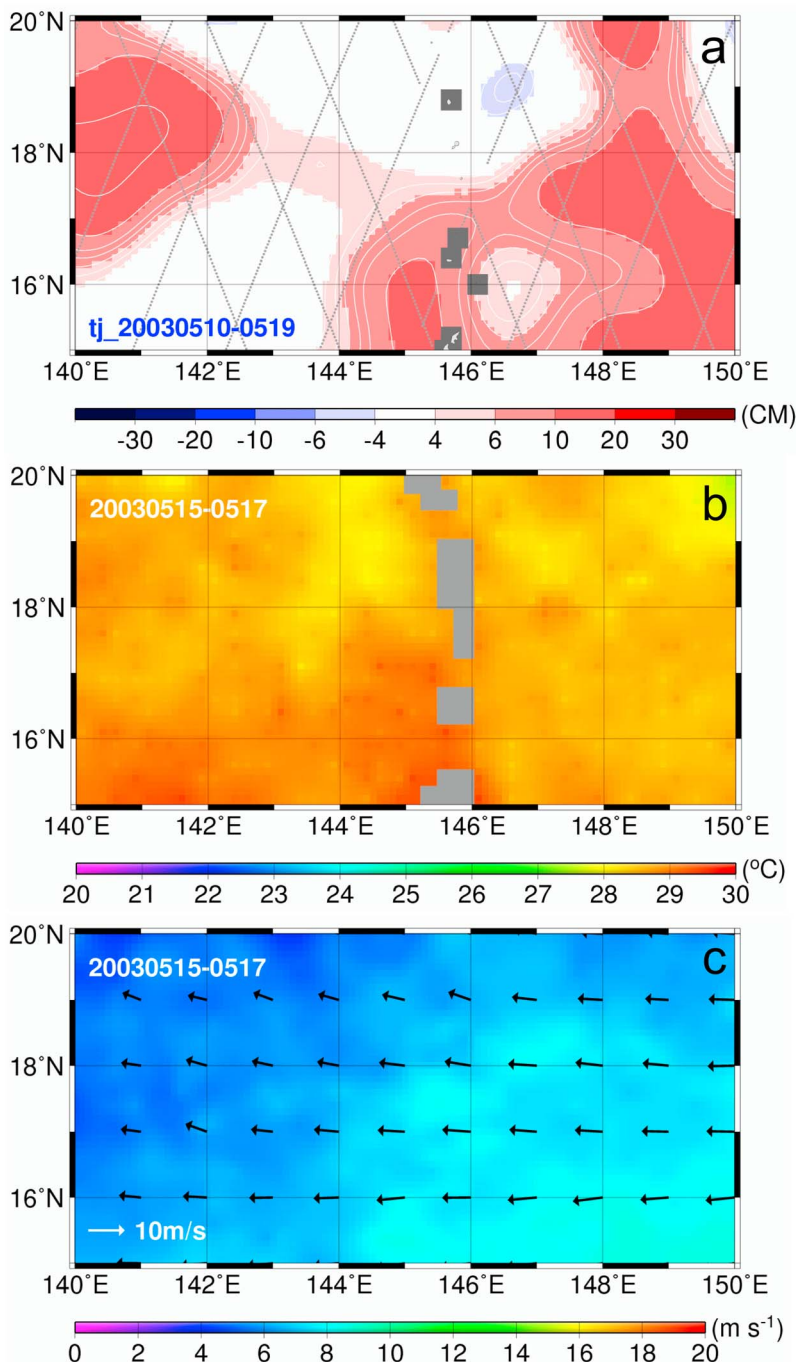 20°N
a
18°N
16°N
tj_20030510-0519
140°E 142°E 144°E 146°E 148°E 150°E
(CM)
-30 -20 -10 -6 -4 4 6 10 20 30
20°N
20030515-0517
b
18°N
16°N
140°E 142°E 144°E 146°E 148°E 150°E
(°C)
20 21 22 23 24 25 26 27 28 29 30
20°N
20030515-0517
c
18°N
16°N
10m/s
140°E 142°E 144°E 146°E 148°E 150°E
(m s⁻¹)
0 2 4 6 8 10 12 14 16 18 20